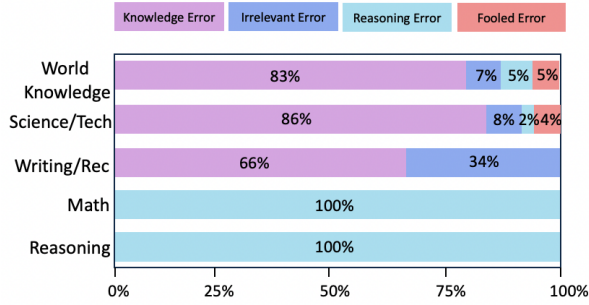 Knowledge Error Irrelevant Error Reasoning Error Fooled Error
World
Knowledge
83% 7% 5% 5%
Science/Tech
86% 8% 2% 4%
Writing/Rec
66% 34%
Math
100%
Reasoning
100%
0% 25% 50% 75% 100%